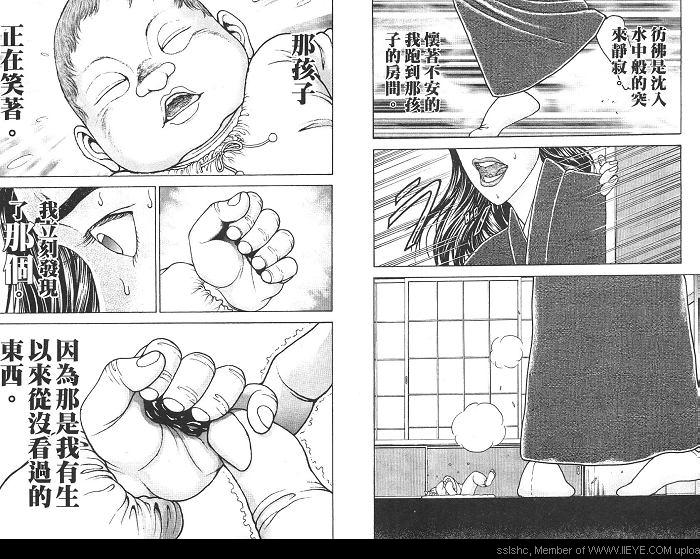 彷彿是沈入
水中般的突
來靜寂。
懷著不安的
我跑到那孩
子的房間。
那孩子
正在笑著。
我立刻發現
了那個。
因為那是我有生
以來從沒看過的
東西。
sslshc, Member of WWW.IIEYE.COM uploa